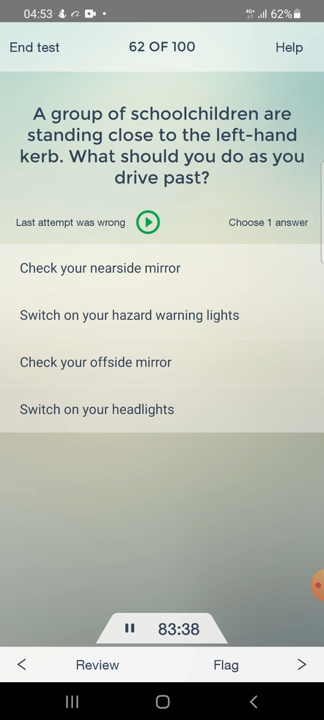 04:53 4G+ 62%
End test 62 OF 100 Help
A group of schoolchildren are
standing close to the left-hand
kerb. What should you do as you
drive past?
Last attempt was wrong Choose 1 answer
Check your nearside mirror
Switch on your hazard warning lights
Check your offside mirror
Switch on your headlights
83:38
Review Flag